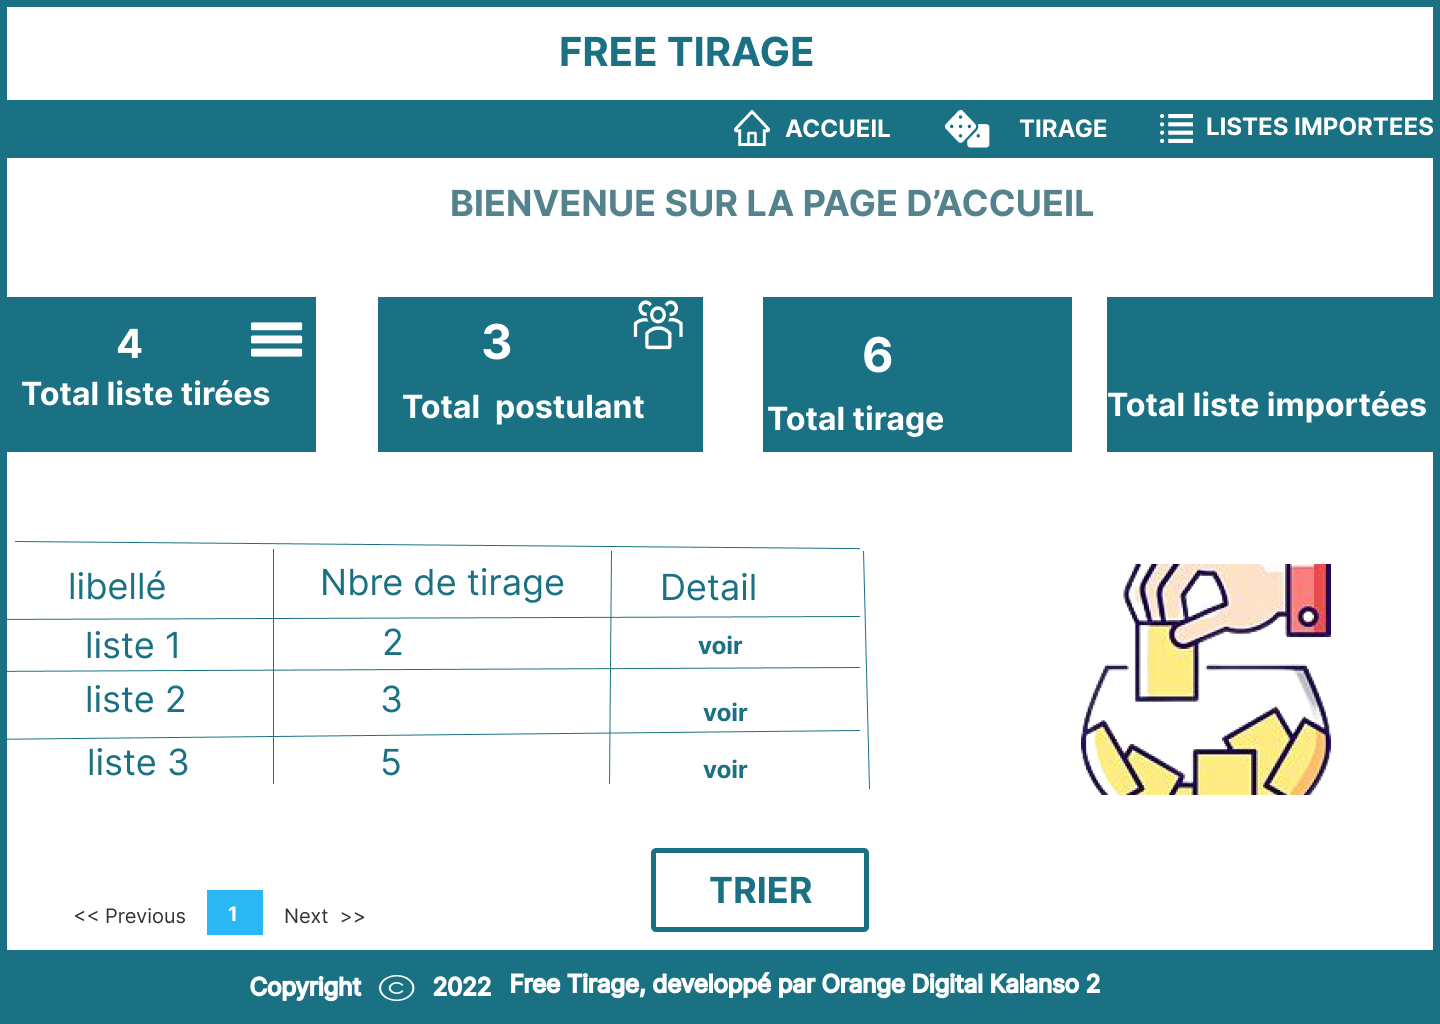 FREE TIRAGE
ACCUEIL TIRAGE LISTES IMPORTEES
BIENVENUE SUR LA PAGE D’ACCUEIL
4
Total liste tirées
3
Total postulant
6
Total tirage
Total liste importées
libellé Nbre de tirage Detail
liste 1 2 voir
liste 2 3 voir
liste 3 5 voir
TRIER
<< Previous 1 Next >>
Copyright © 2022 Free Tirage, developpé par Orange Digital Kalanso 2